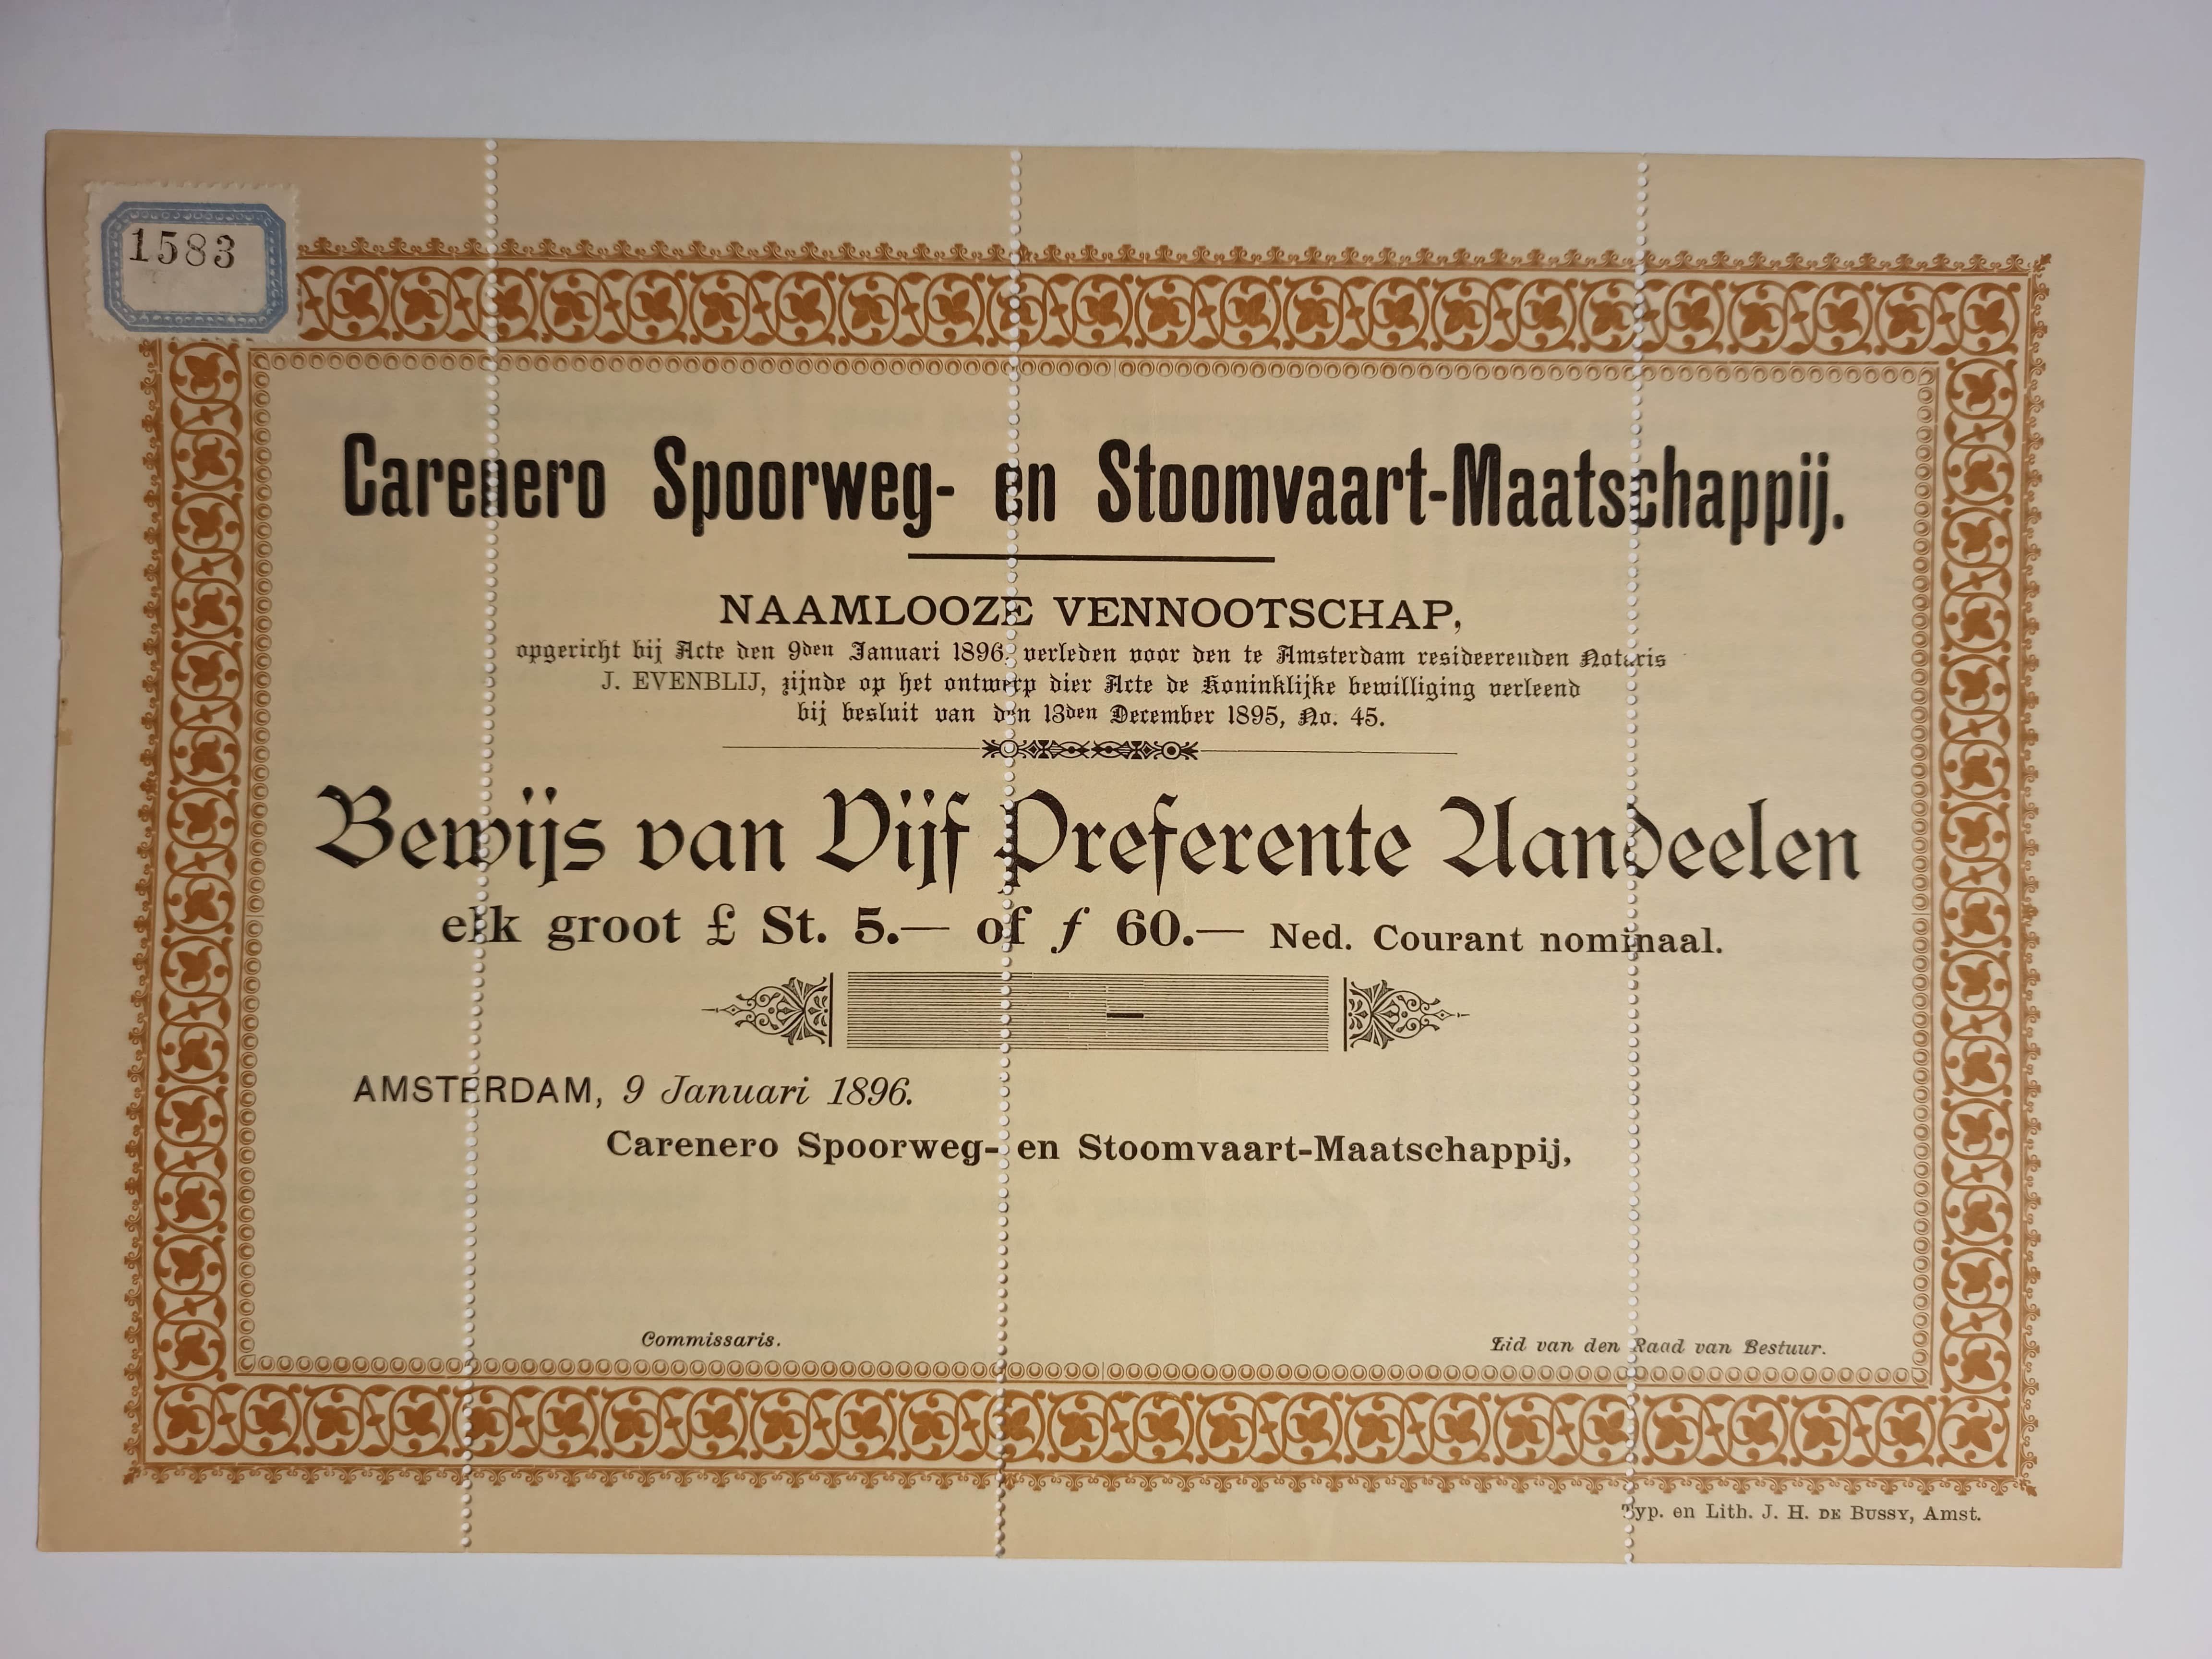 1583
Carenero Spoorweg- en Stoomvaart-Maatschappij.
NAAMLOOZE VENNOOTSCHAP,
opgericht bij Acte den 9den Januari 1896, verleden voor den te Amsterdam resideerenden Notaris
J. EVENBLIJ, zijnde op het ontwerp dier Acte de Koninklijke bewilliging verleend
bij besluit van den 13den December 1895, No. 45.
Bewijs van Vijf Preferente Aandeelen
elk groot £ St. 5.— of ƒ 60.— Ned. Courant nominaal.
AMSTERDAM, 9 Januari 1896.
Carenero Spoorweg- en Stoomvaart-Maatschappij,
Commissaris.
Lid van den Raad van Bestuur.
Typ. en Lith. J. H. DE BUSSY, Amst.